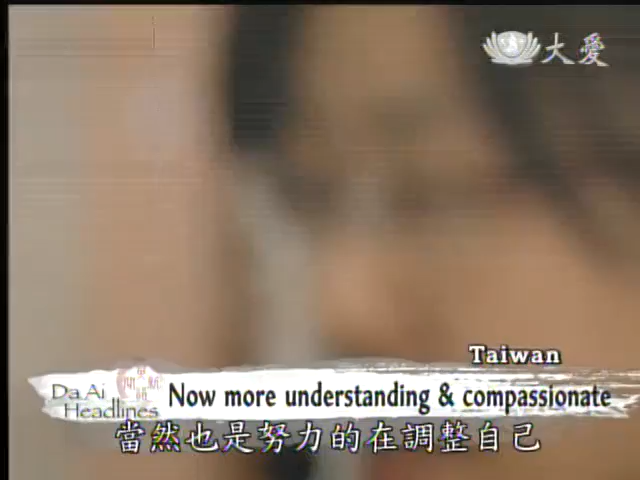 大愛
Taiwan
Da Ai
Headlines
Now more understanding & compassionate
當然也是努力的在調整自己